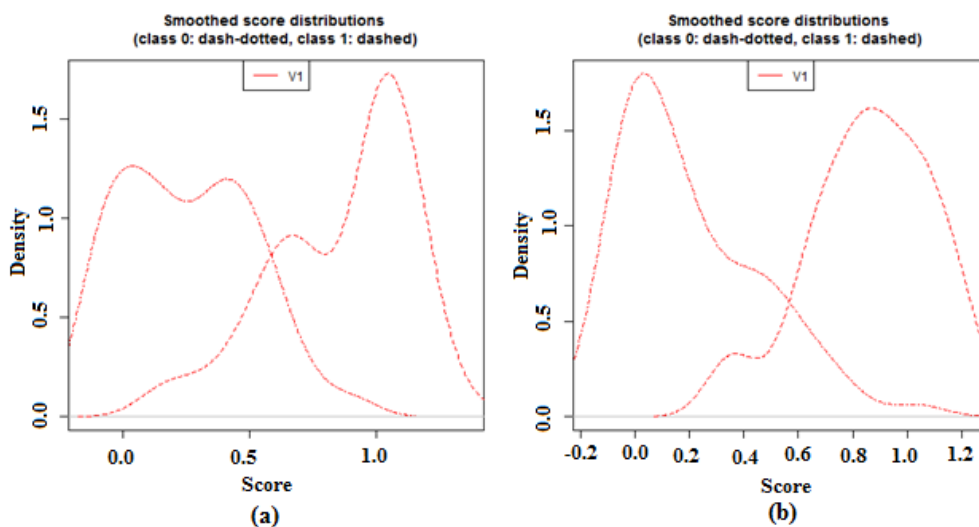 Smoothed score distributions
(class 0: dash-dotted, class 1: dashed)
V1
Density
1.5
1.0
0.5
0.0
0.0 0.5 1.0
Score
(a)
Smoothed score distributions
(class 0: dash-dotted, class 1: dashed)
V1
Density
1.5
1.0
0.5
0.0
-0.2 0.0 0.2 0.4 0.6 0.8 1.0 1.2
Score
(b)